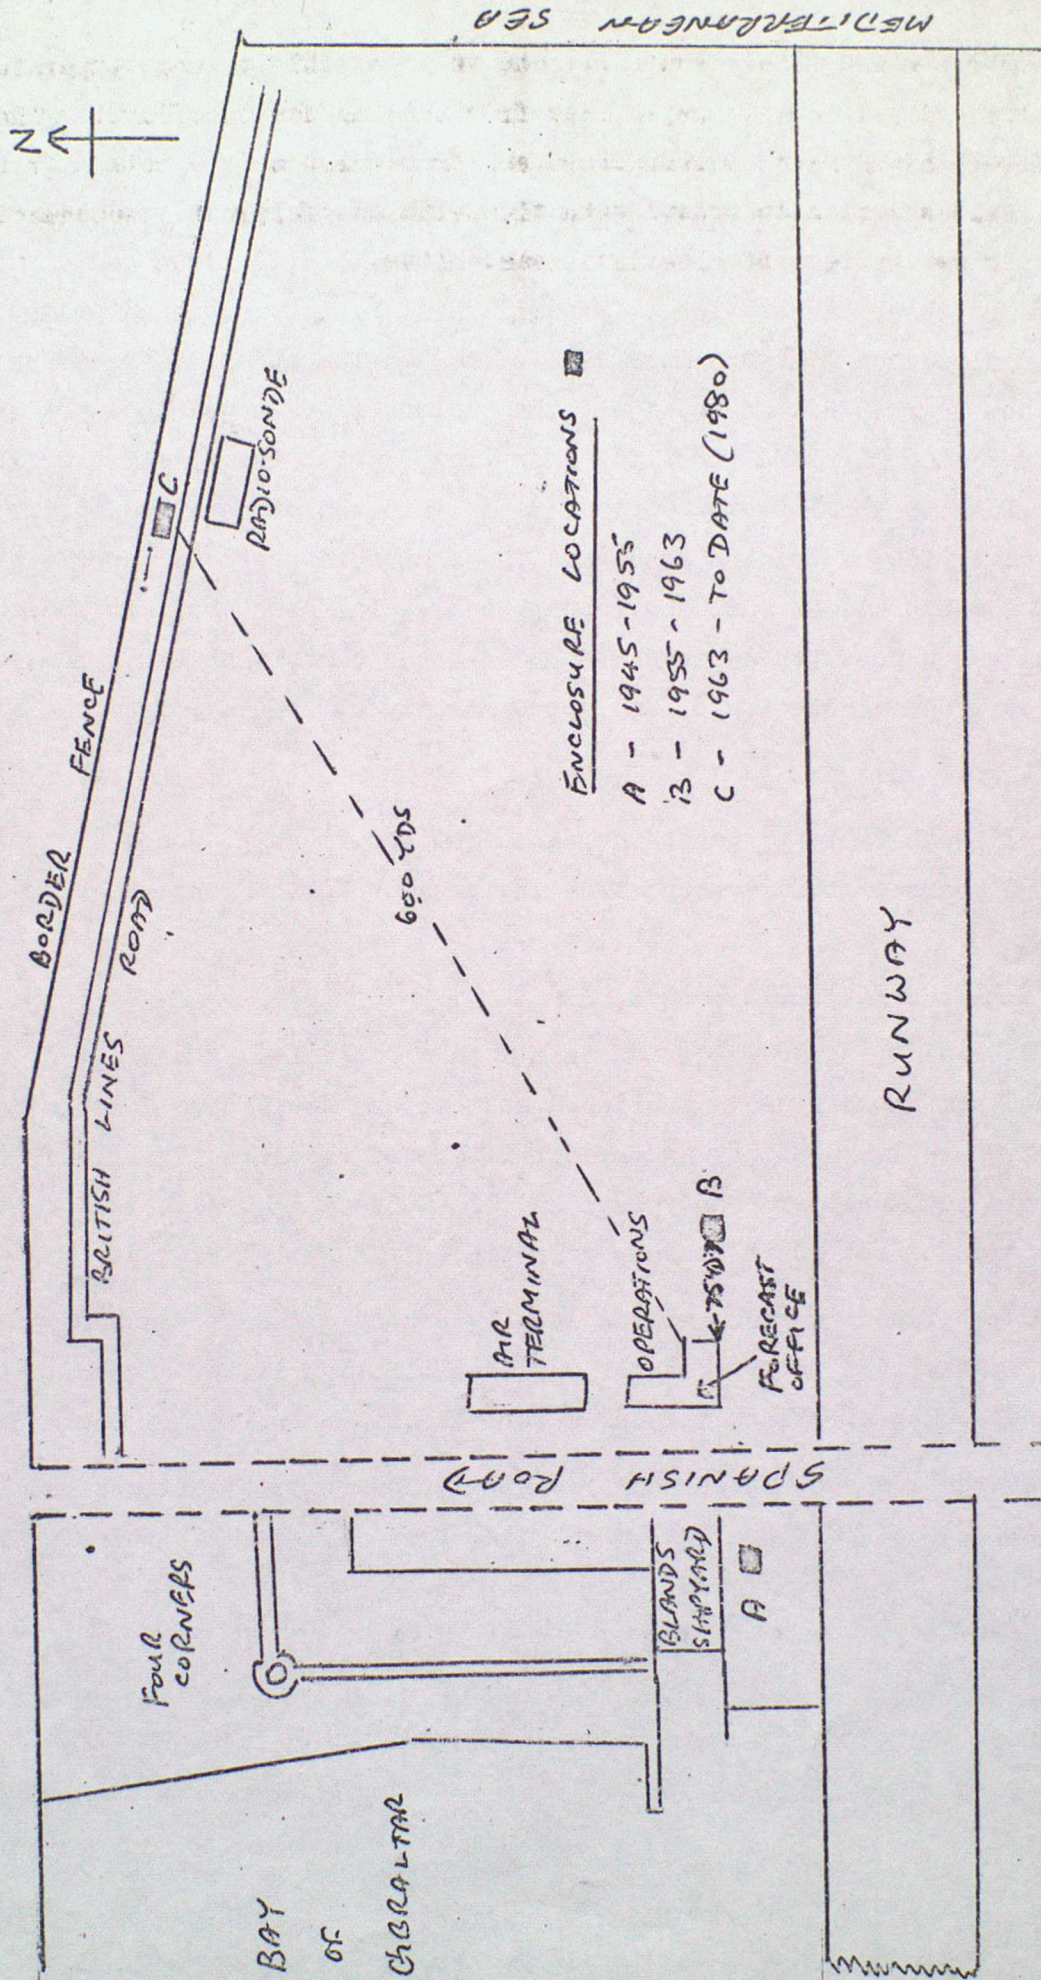 N
MEDITERRANEAN SEA
BORDER FENCE
BRITISH LINES ROAD
C
RADIO-SONDE
600 YDS
ENCLOSURE LOCATIONS
A - 1945-1955
B - 1955-1963
C - 1963 - TO DATE (1980)
AIR
TERMINAL
OPERATIONS
B
FORECAST
OFFICE
RUNWAY
SPANISH ROAD
FOUR
CORNERS
BLANDS
SHIPYARD
A
BAY
OF
GIBRALTAR